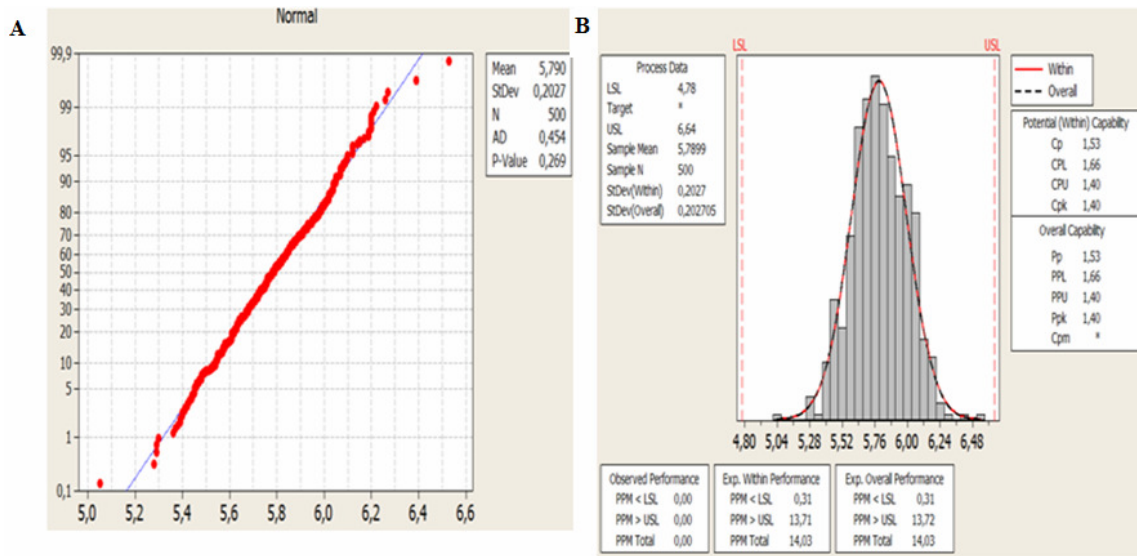 A
Normal
99,9
99
95
90
80
70
60
50
40
30
20
10
5
1
0,1
5,0 5,2 5,4 5,6 5,8 6,0 6,2 6,4 6,6
Mean 5,790
StDev 0,2027
N 500
AD 0,454
P-Value 0,269
B
LSL
USL
Process Data
LSL 4,78
Target *
USL 6,64
Sample Mean 5,7899
Sample N 500
StDev(Within) 0,2027
StDev(Overall) 0,202705
Within
Overall
Potential (Within) Capability
Cp 1,53
CPL 1,66
CPU 1,40
Cpk 1,40
Overall Capability
Pp 1,53
PPL 1,66
PPU 1,40
Ppk 1,40
Cpm *
4,80 5,04 5,28 5,52 5,76 6,00 6,24 6,48
Observed Performance
PPM < LSL 0,00
PPM > USL 0,00
PPM Total 0,00
Exp. Within Performance
PPM < LSL 0,31
PPM > USL 13,71
PPM Total 14,03
Exp. Overall Performance
PPM < LSL 0,31
PPM > USL 13,72
PPM Total 14,03